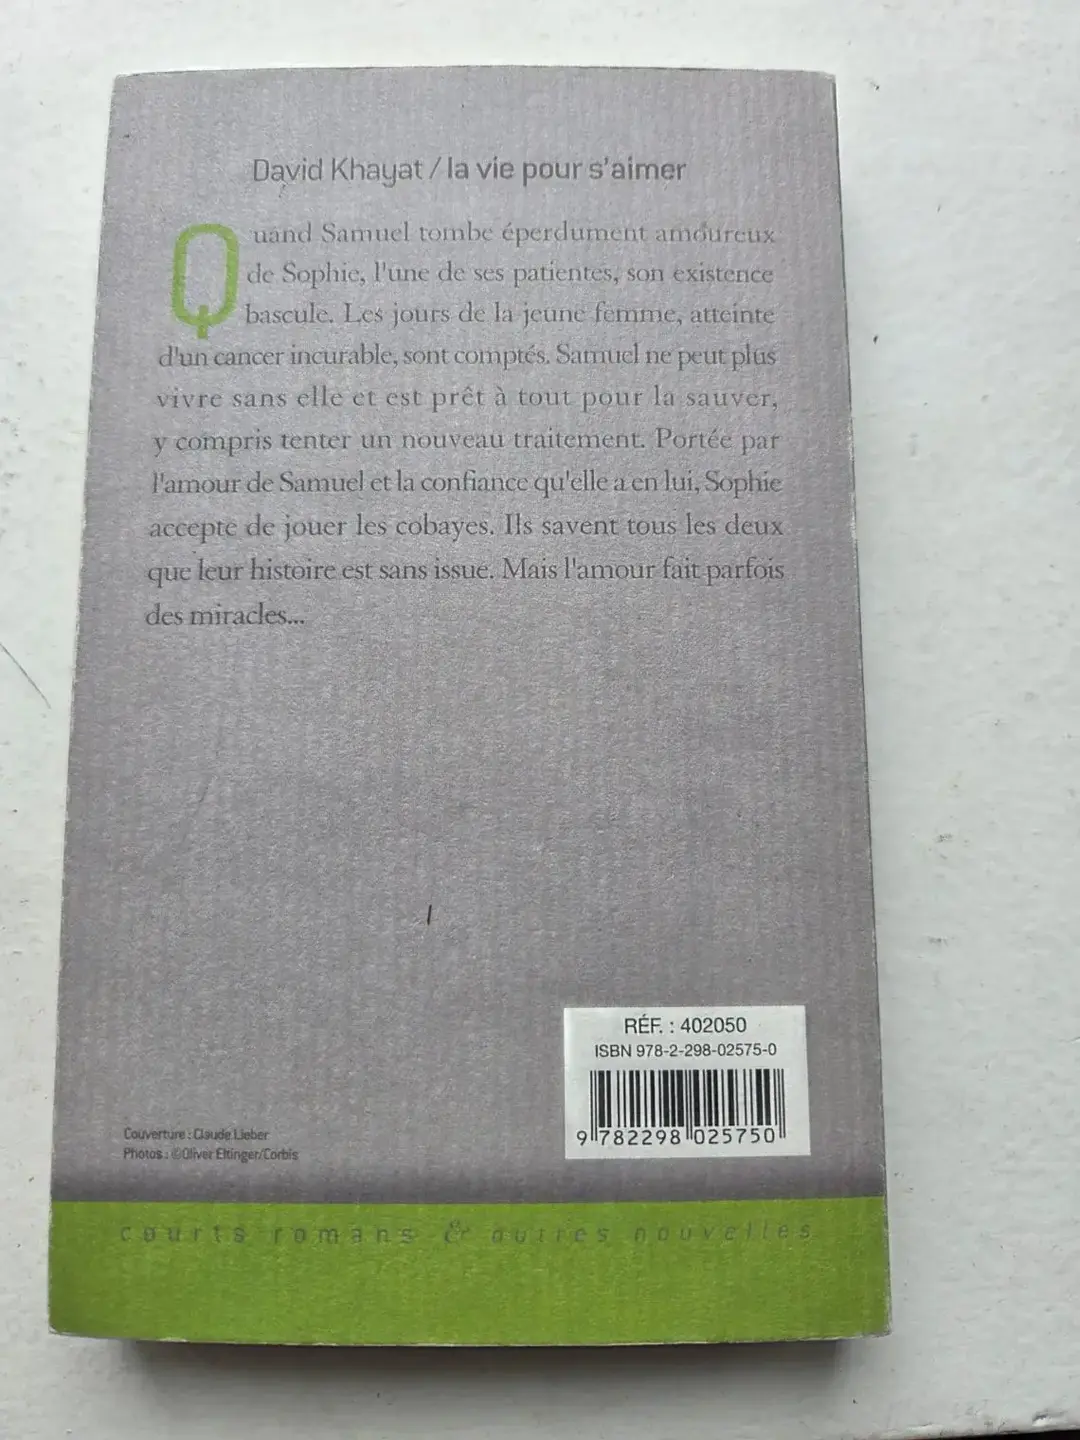 David Khayat / la vie pour s'aimer
Quand Samuel tombe éperdument amoureux
de Sophie, l'une de ses patientes, son existence
bascule. Les jours de la jeune femme, atteinte
d'un cancer incurable, sont comptés. Samuel ne peut plus
vivre sans elle et est prêt à tout pour la sauver,
y compris tenter un nouveau traitement. Portée par
l'amour de Samuel et la confiance qu'elle a en lui, Sophie
accepte de jouer les cobayes. Ils savent tous les deux
que leur histoire est sans issue. Mais l'amour fait parfois
des miracles...
RÉF. : 402050
ISBN 978-2-298-02575-0
9 782298 025750
Couverture : Claude Lieber
Photos : ©Oliver Eltinger/Corbis
courts romans & autres nouvelles